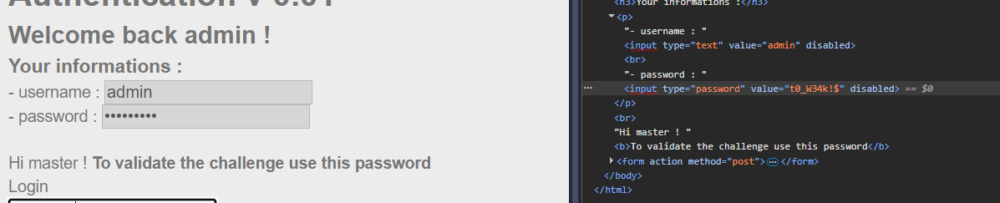 Authentication v 0.01
Welcome back admin !
Your informations :
- username : admin
- password : •••••••••
Hi master ! To validate the challenge use this password
Login
<h3>Your informations :</h3>
<p>
"- username : "
<input type="text" value="admin" disabled>
<br>
"- password : "
<input type="password" value="t0_W34k!$" disabled> == $0
</p>
<br>
"Hi master ! "
<b>To validate the challenge use this password</b>
<form action method="post">…</form>
</body>
</html>